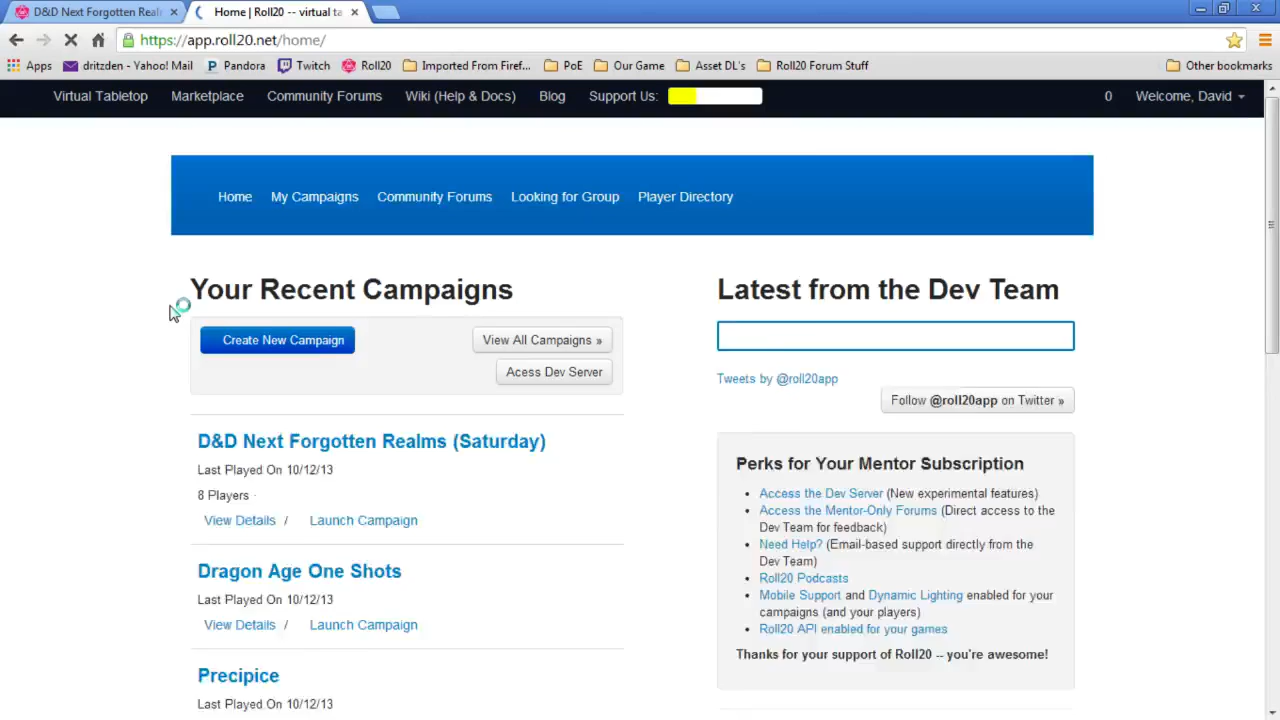 D&D Next Forgotten Realm
Home | Roll20 -- virtual ta
https://app.roll20.net/home/
Apps dritzden - Yahoo! Mail Pandora Twitch Roll20 Imported From Firef... PoE Our Game Asset DL's Roll20 Forum Stuff Other bookmarks
Virtual Tabletop Marketplace Community Forums Wiki (Help & Docs) Blog Support Us: 0 Welcome, David
Home My Campaigns Community Forums Looking for Group Player Directory
Your Recent Campaigns
Create New Campaign
View All Campaigns »
Acess Dev Server
D&D Next Forgotten Realms (Saturday)
Last Played On 10/12/13
8 Players ·
View Details / Launch Campaign
Dragon Age One Shots
Last Played On 10/12/13
View Details / Launch Campaign
Precipice
Last Played On 10/12/13
Latest from the Dev Team
Tweets by @roll20app
Follow @roll20app on Twitter »
Perks for Your Mentor Subscription
• Access the Dev Server (New experimental features)
• Access the Mentor-Only Forums (Direct access to the
Dev Team for feedback)
• Need Help? (Email-based support directly from the
Dev Team)
• Roll20 Podcasts
• Mobile Support and Dynamic Lighting enabled for your
campaigns (and your players)
• Roll20 API enabled for your games
Thanks for your support of Roll20 -- you're awesome!